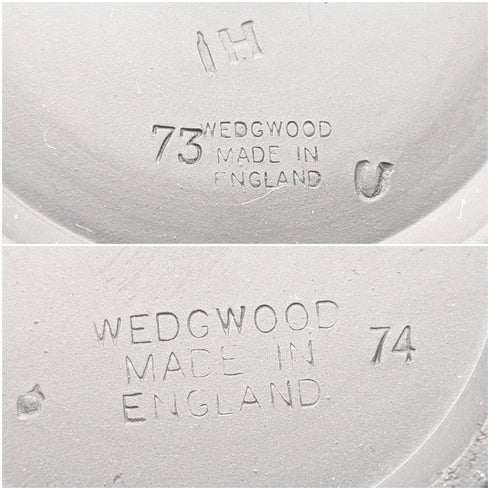 IH
73 WEDGWOOD
MADE IN
ENGLAND
U
WEDGWOOD
MADE IN 74
ENGLAND